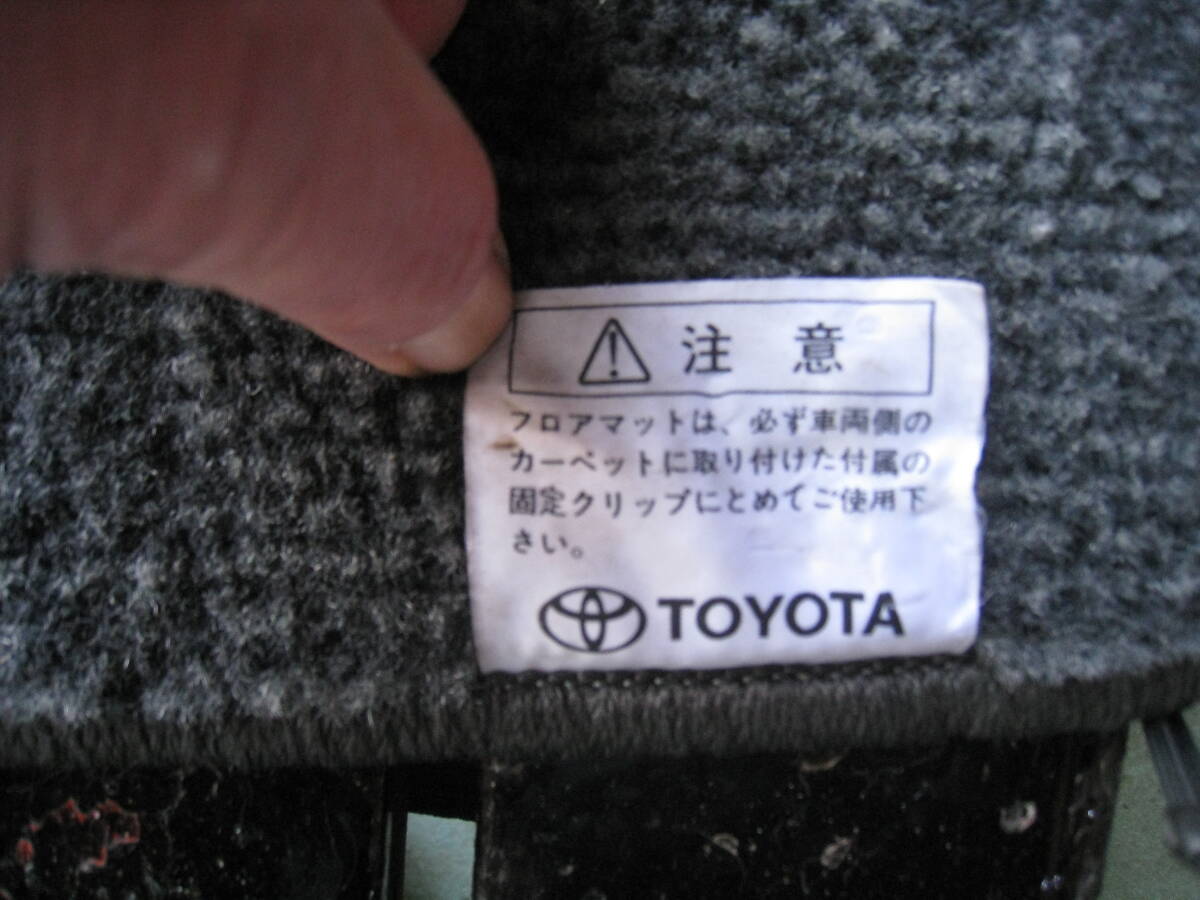 注意
フロアマットは、必ず車両側の
カーペットに取り付けた付属の
固定クリップにとめてご使用下
さい。
TOYOTA